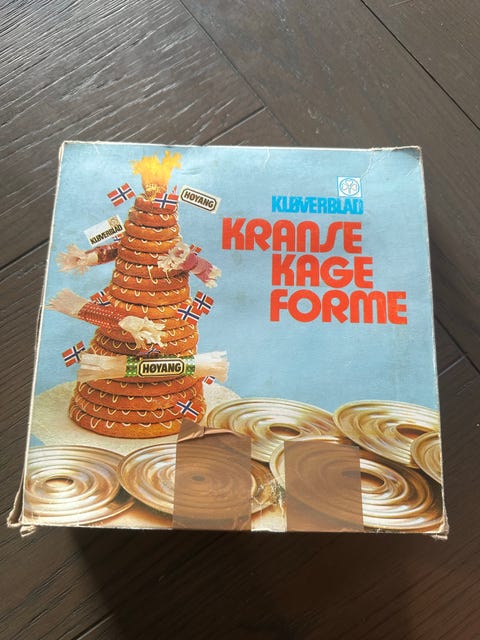 HØYANG
KLØVERBLAD
KLØVERBLAD
KRANSE
KAGE
FORME
HØYANG